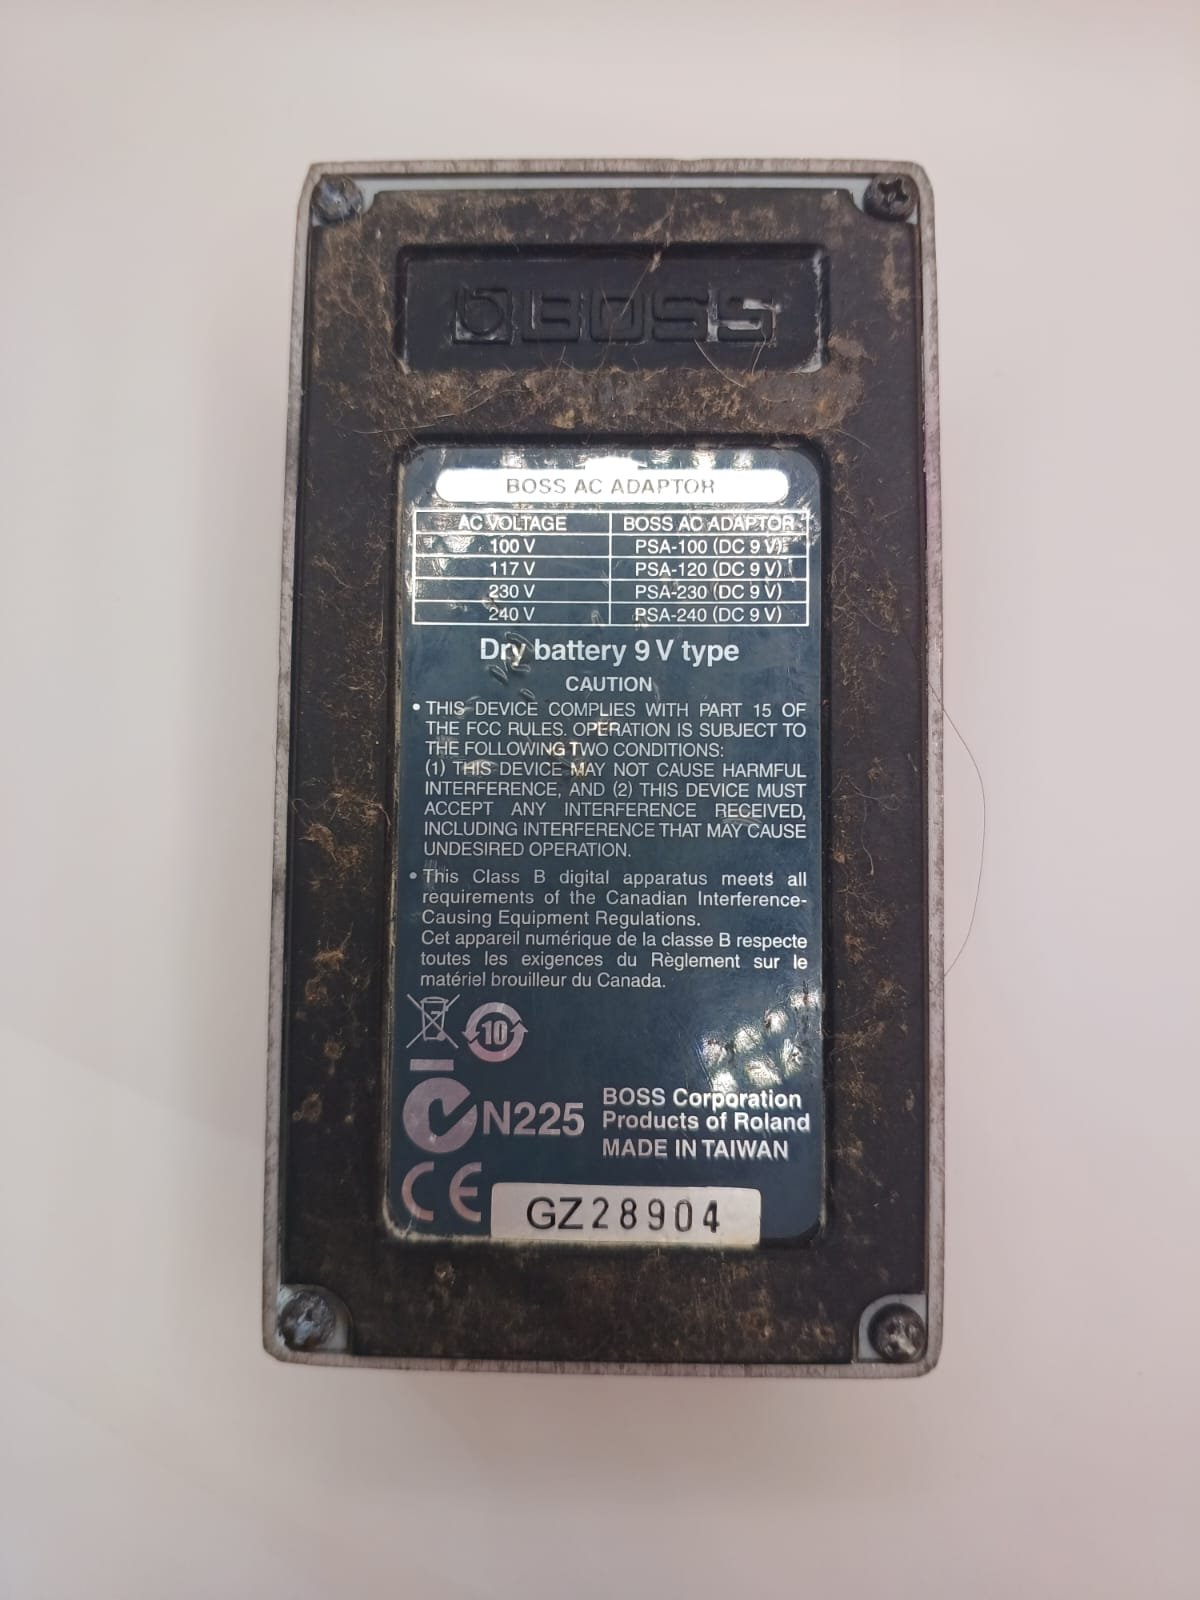 BOSS
BOSS AC ADAPTOR
AC VOLTAGE BOSS AC ADAPTOR
100 V PSA-100 (DC 9 V)
117 V PSA-120 (DC 9 V)
230 V PSA-230 (DC 9 V)
240 V PSA-240 (DC 9 V)
Dry battery 9 V type
CAUTION
• THIS DEVICE COMPLIES WITH PART 15 OF
THE FCC RULES. OPERATION IS SUBJECT TO
THE FOLLOWING TWO CONDITIONS:
(1) THIS DEVICE MAY NOT CAUSE HARMFUL
INTERFERENCE, AND (2) THIS DEVICE MUST
ACCEPT ANY INTERFERENCE RECEIVED,
INCLUDING INTERFERENCE THAT MAY CAUSE
UNDESIRED OPERATION.
• This Class B digital apparatus meets all
requirements of the Canadian Interference-
Causing Equipment Regulations.
Cet appareil numérique de la classe B respecte
toutes les exigences du Règlement sur le
matériel brouilleur du Canada.
10
N225
BOSS Corporation
Products of Roland
MADE IN TAIWAN
CE
GZ28904